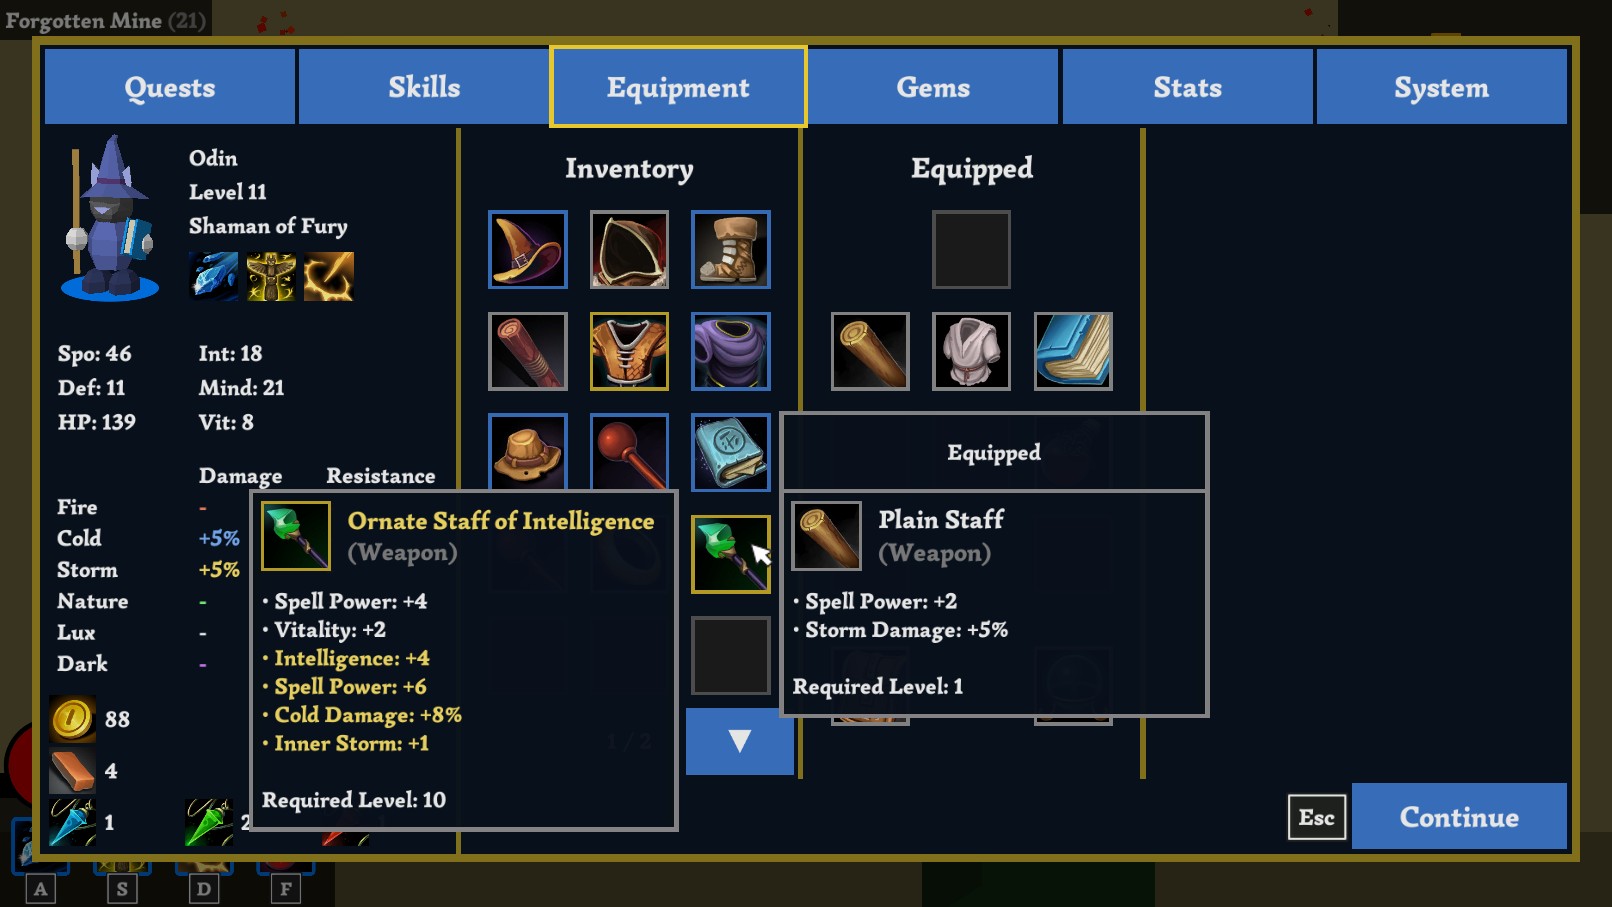 Forgotten Mine (21)
Quests
Skills
Equipment
Gems
Stats
System
Odin
Level 11
Shaman of Fury
Spo: 46
Int: 18
Def: 11
Mind: 21
HP: 139
Vit: 8
Damage
Resistance
Fire
-
Cold
+5%
Storm
+5%
Nature
-
Lux
-
Dark
-
88
4
1
2
Inventory
Equipped
Ornate Staff of Intelligence
(Weapon)
• Spell Power: +4
• Vitality: +2
• Intelligence: +4
• Spell Power: +6
• Cold Damage: +8%
• Inner Storm: +1
Required Level: 10
1 / 2
▼
Equipped
Plain Staff
(Weapon)
• Spell Power: +2
• Storm Damage: +5%
Required Level: 1
Esc
Continue
A
S
D
F